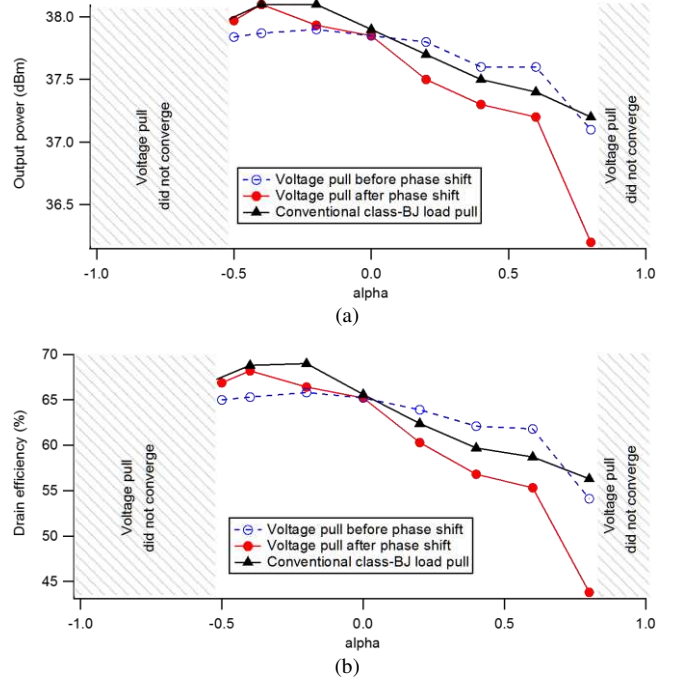 38.0
37.5
37.0
36.5
Output power (dBm)
Voltage pull
did not converge
Voltage pull
did not converge
Voltage pull before phase shift
Voltage pull after phase shift
Conventional class-BJ load pull
-1.0 -0.5 0.0 0.5 1.0
alpha
(a)
70
65
60
55
50
45
Drain efficiency (%)
Voltage pull
did not converge
Voltage pull
did not converge
Voltage pull before phase shift
Voltage pull after phase shift
Conventional class-BJ load pull
-1.0 -0.5 0.0 0.5 1.0
alpha
(b)